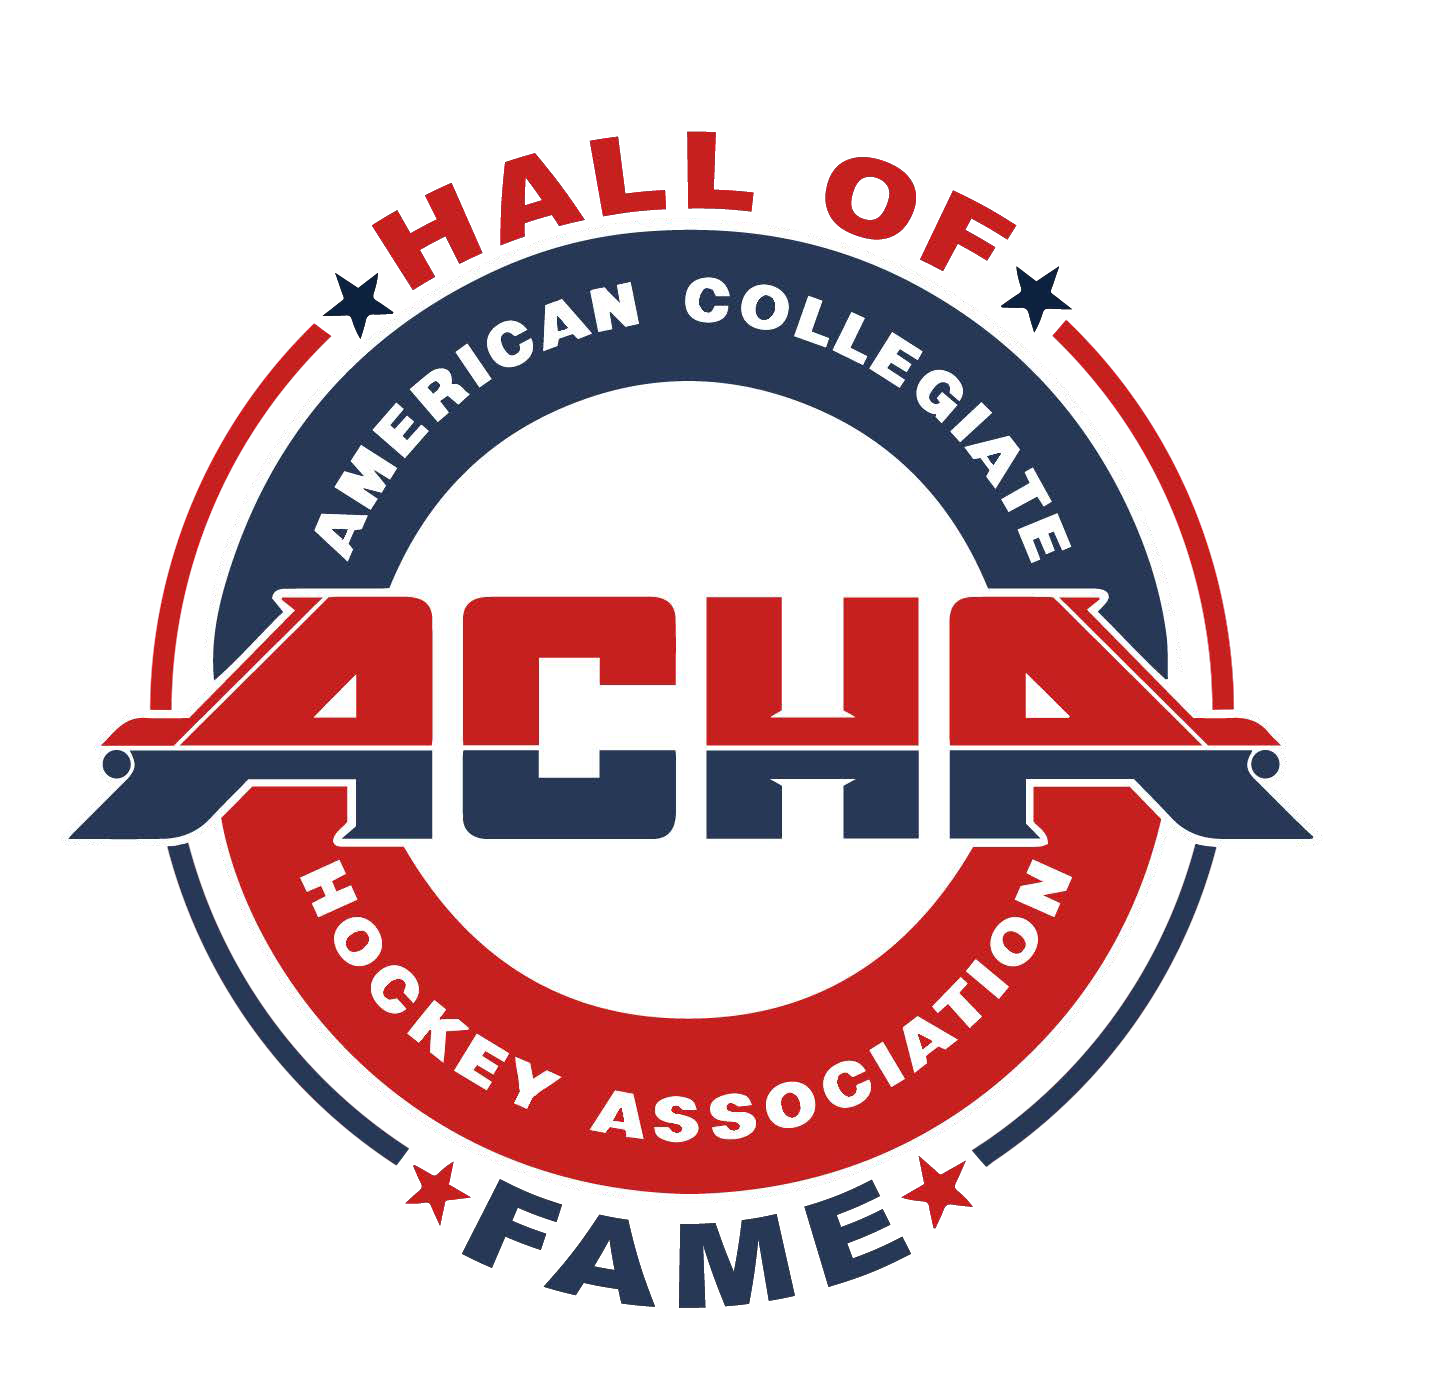 HALL OF
AMERICAN COLLEGIATE
ACHA
HOCKEY ASSOCIATION
FAME